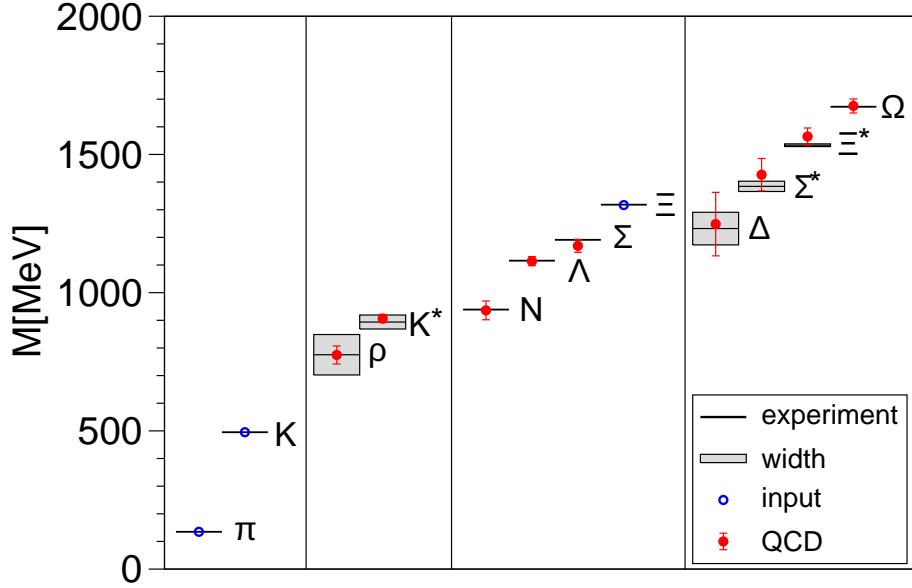 2000
1500
1000
500
0
M[MeV]
π
K
ρ
K*
N
Λ
Σ
Ξ
Δ
Σ*
Ξ*
Ω
experiment
width
input
QCD